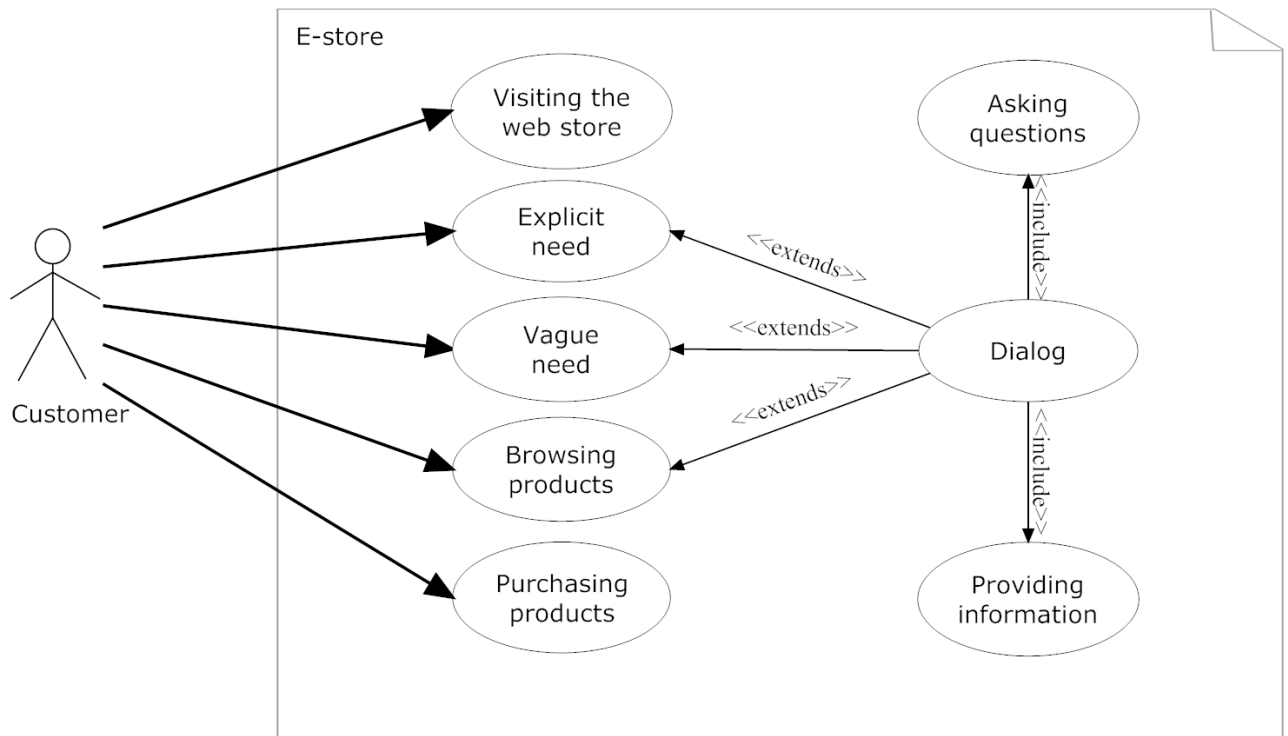 E-store
Visiting the
web store
Asking
questions
Explicit
need
<<extends>>
<<include>>
Vague
need
<<extends>>
Dialog
Customer
<<extends>>
<<include>>
Browsing
products
Purchasing
products
Providing
information